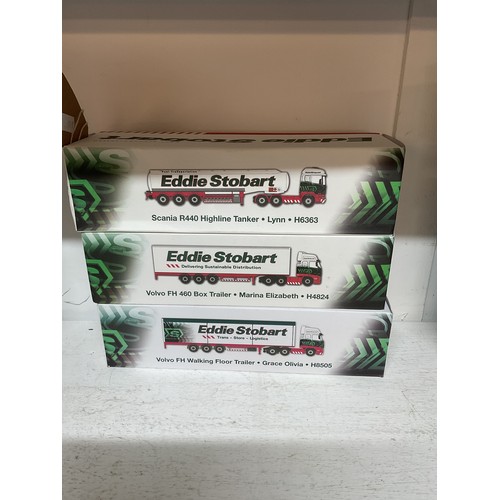 Eddie Stobart
Eddie Stobart
Scania R440 Highline Tanker • Lynn • H6363
Eddie Stobart
Delivering Sustainable Distribution
Volvo FH 460 Box Trailer • Marina Elizabeth • H4824
Eddie Stobart
Trans - Store - Logistics
Volvo FH Walking Floor Trailer • Grace Olivia • H8505